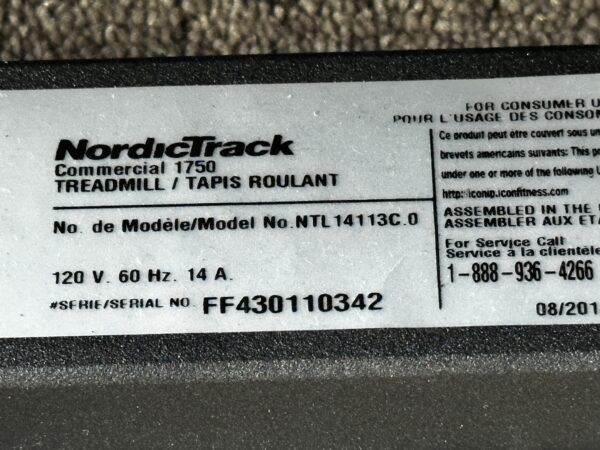 NordicTrack
Commercial 1750
TREADMILL / TAPIS ROULANT
No. de Modèle/Model No.NTL14113C.0
120 V. 60 Hz. 14 A.
#SERIE/SERIAL NO. FF430110342
FOR CONSUMER U
POUR L'USAGE DES CONSOM
Ce produit peut être couvert sous un
brevets americains suivants: This p
under one or more of the following U
http:\iconip.iconfitness.com
ASSEMBLED IN THE
ASSEMBLER AUX ET
For Service Call
Service à la clientèle
1-888-936-4266
08/201